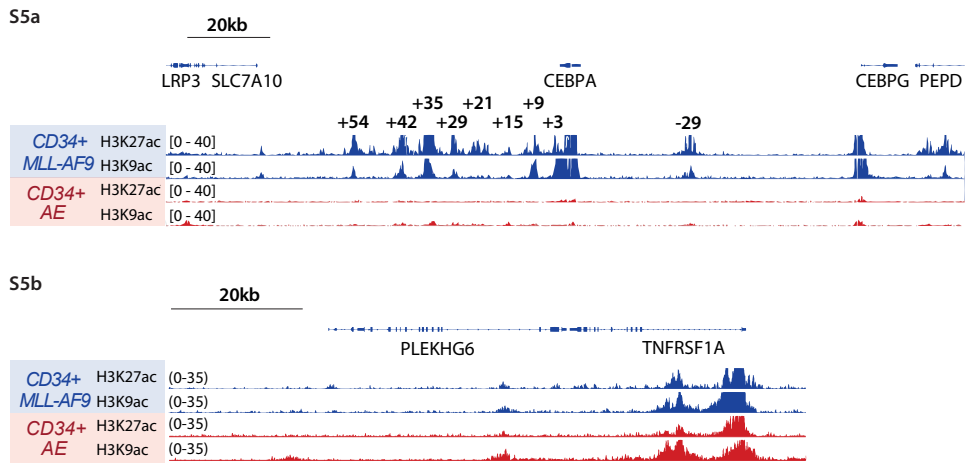 S5a
20kb
LRP3 SLC7A10 CEBPA CEBPG PEPD
+35 +21 +9
+54 +42 +29 +15 +3 -29
CD34+ H3K27ac [0 - 40]
MLL-AF9 H3K9ac [0 - 40]
CD34+ H3K27ac [0 - 40]
AE H3K9ac [0 - 40]
S5b
20kb
PLEKHG6 TNFRSF1A
CD34+ H3K27ac (0-35)
MLL-AF9 H3K9ac (0-35)
CD34+ H3K27ac (0-35)
AE H3K9ac (0-35)